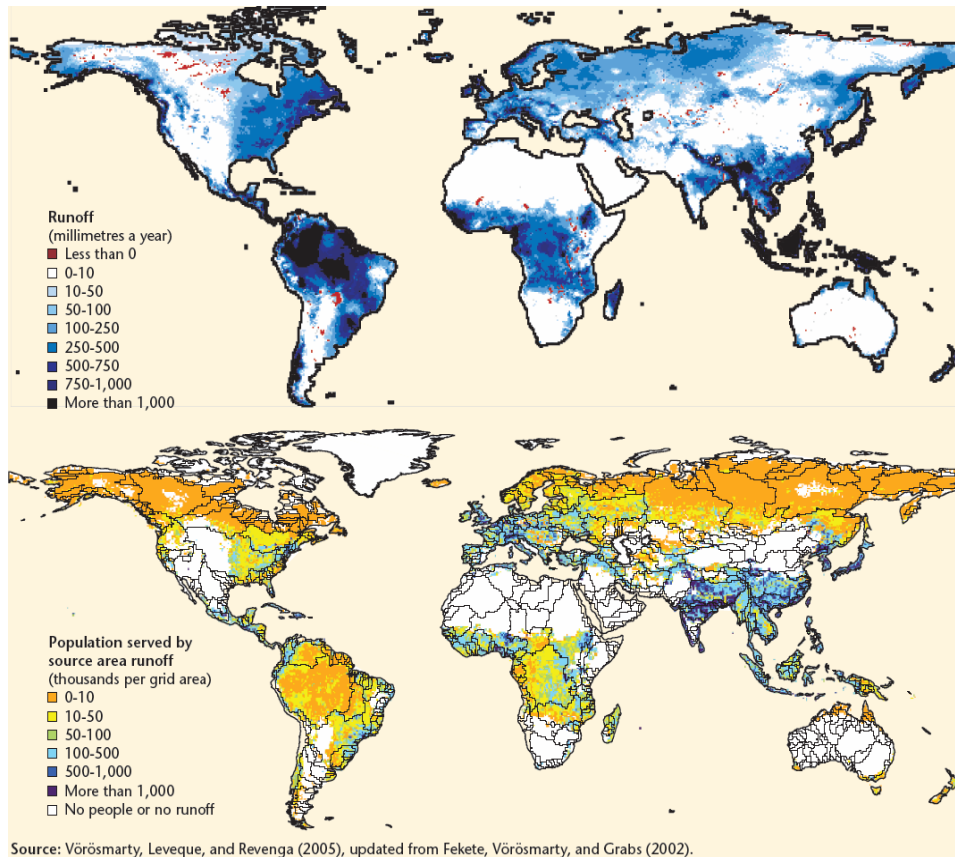 Runoff
(millimetres a year)
Less than 0
0-10
10-50
50-100
100-250
250-500
500-750
750-1,000
More than 1,000
Population served by
source area runoff
(thousands per grid area)
0-10
10-50
50-100
100-500
500-1,000
More than 1,000
No people or no runoff
Source: Vörösmarty, Leveque, and Revenga (2005), updated from Fekete, Vörösmarty, and Grabs (2002).